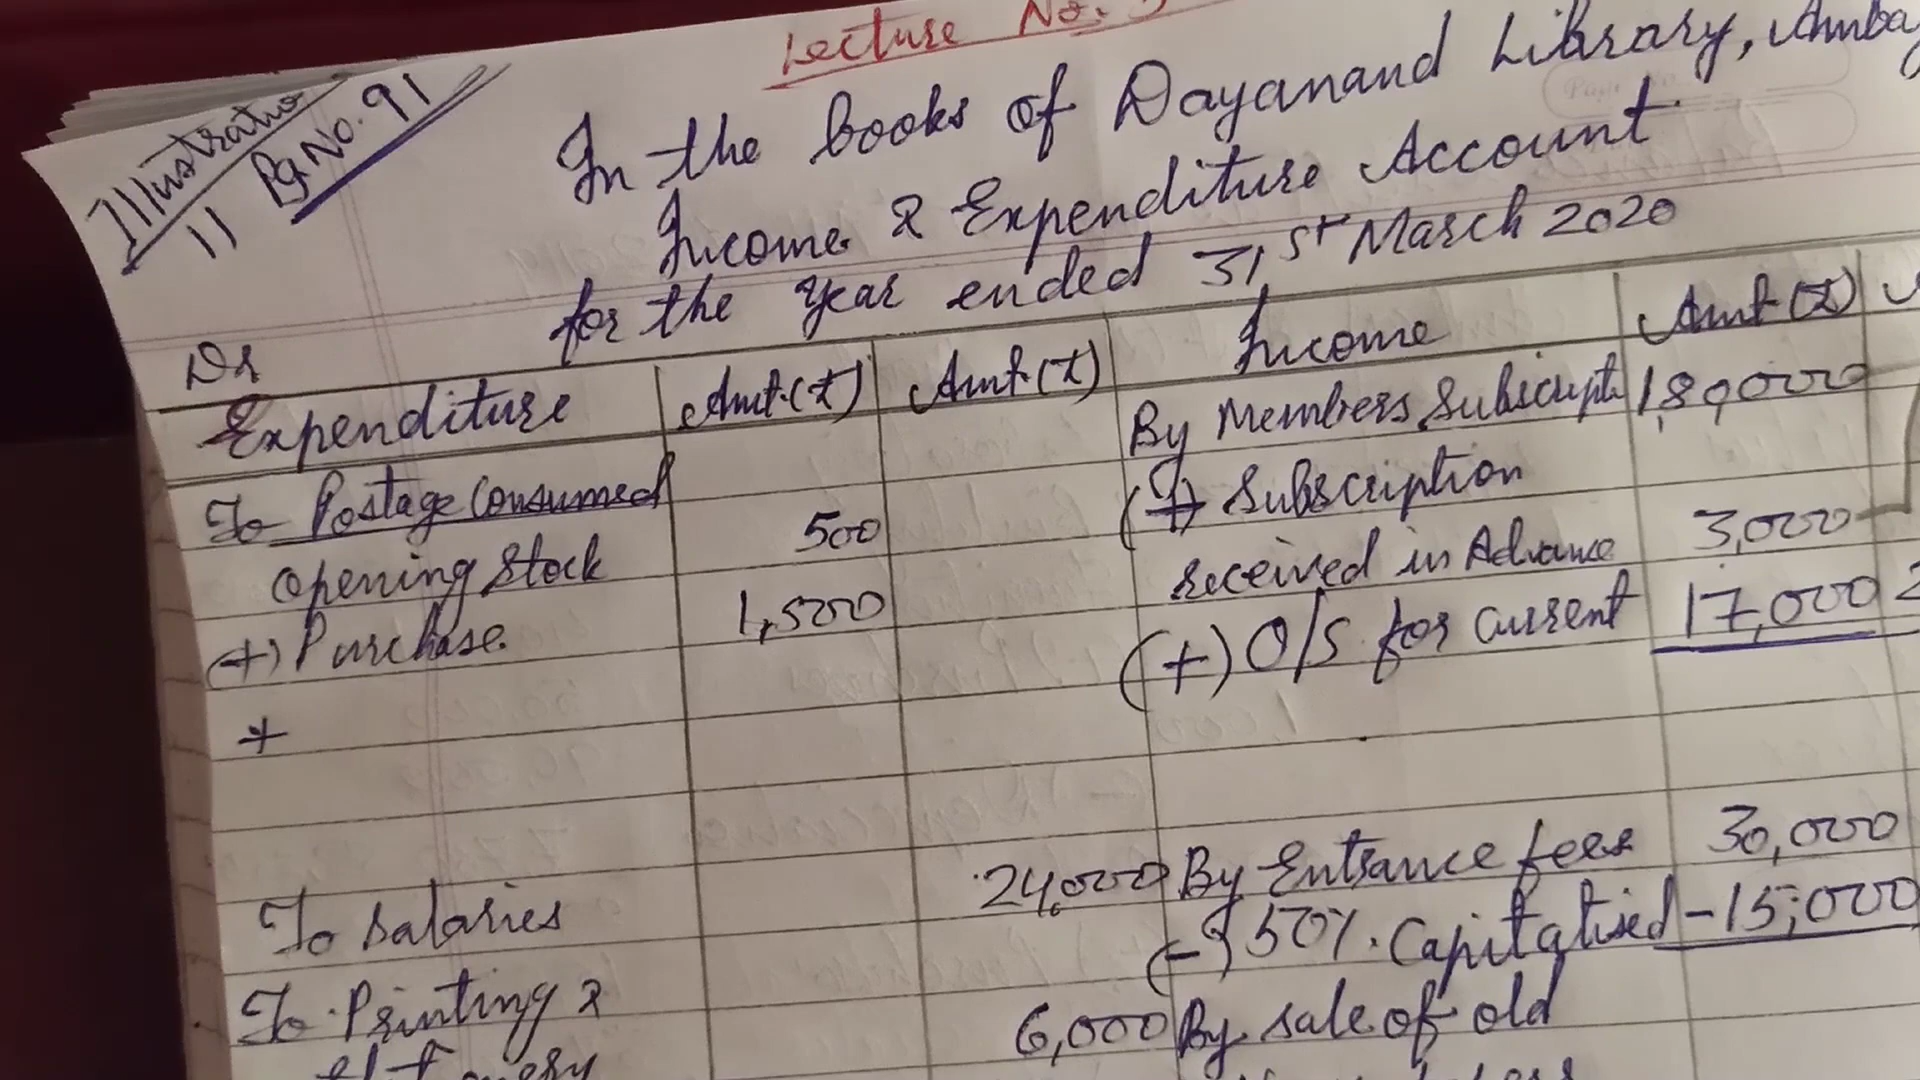 Lecture No.
Illustration
11 Pg No. 91
In the books of Dayanand Library,
Income & Expenditure Account
for the Year ended 31st March 2020
Dr
Expenditure Amt.(₹) Amt.(₹) Income Amt(₹)
By Members Subscript 1,80,000
To Postage Consumed
Opening Stock 500
(+) Subscription
received in Advance 3,000
(+) Purchase. 1,500
(+) O/S for current 17,000
+
To Salaries 24,000
By Entrance fees 30,000
(-) 50%. Capitalised -15,000
To Printing & 6,000
By sale of old